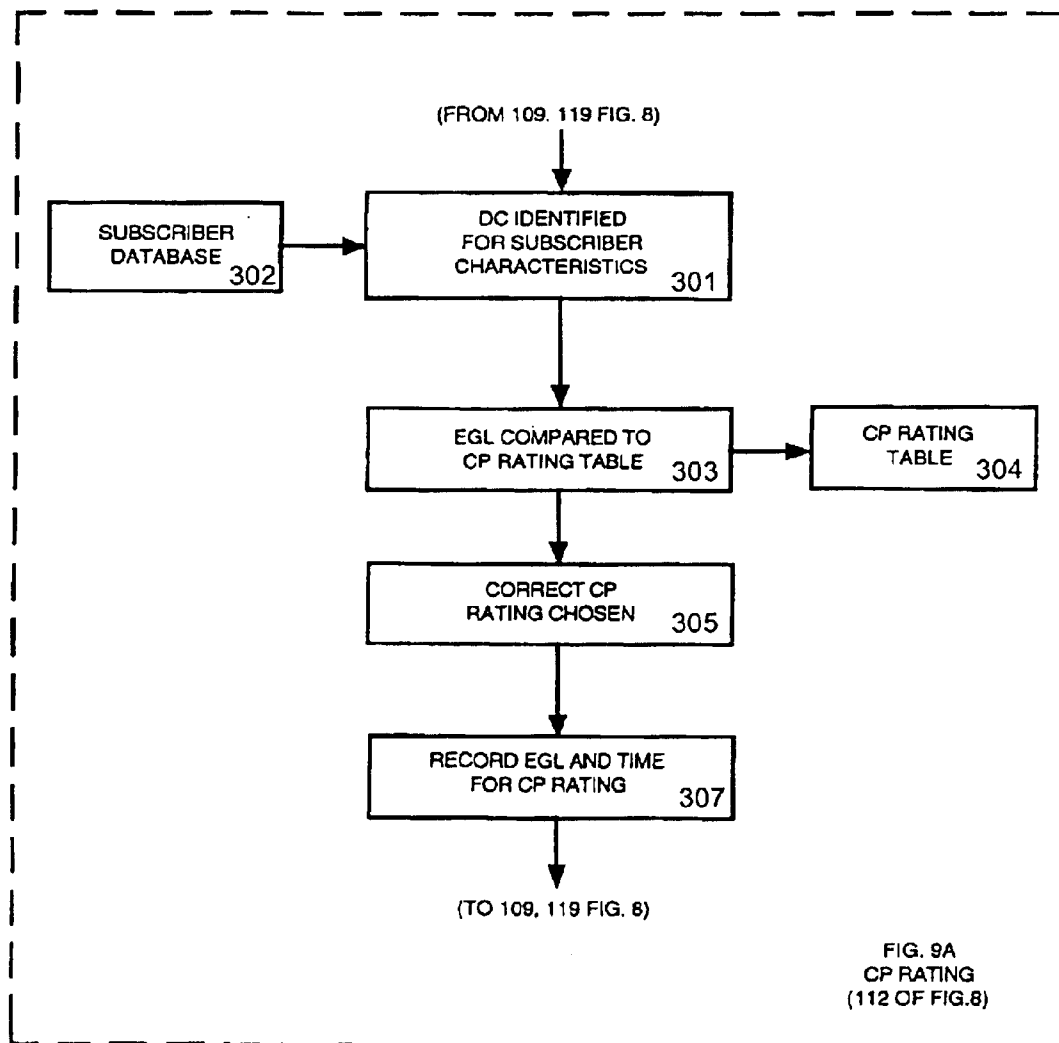 (FROM 109. 119 FIG. 8)
SUBSCRIBER
DATABASE
302
DC IDENTIFIED
FOR SUBSCRIBER
CHARACTERISTICS
301
EGL COMPARED TO
CP RATING TABLE
303
CP RATING
TABLE
304
CORRECT CP
RATING CHOSEN
305
RECORD EGL AND TIME
FOR CP RATING
307
(TO 109, 119 FIG. 8)
FIG. 9A
CP RATING
(112 OF FIG.8)